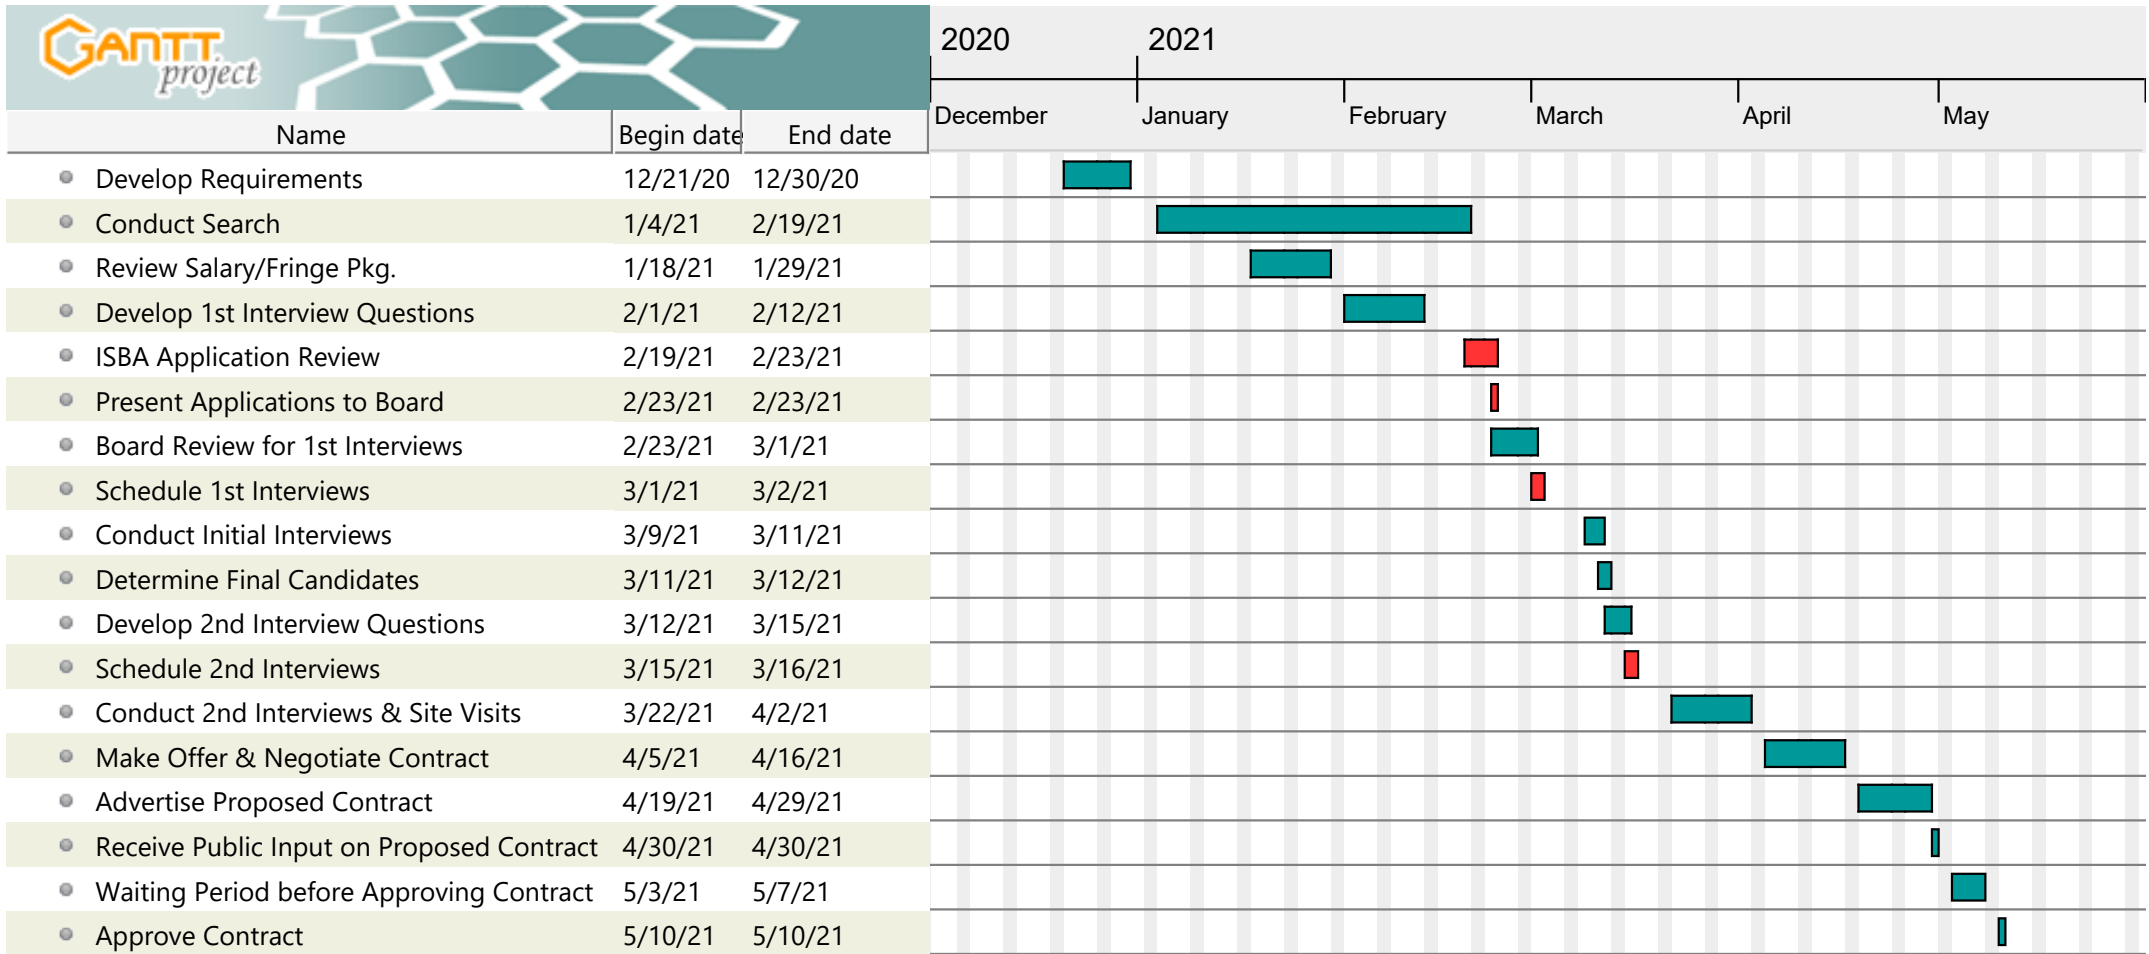 GANTT
project
2020 2021
December January February March April May
Name Begin date End date
Develop Requirements 12/21/20 12/30/20
Conduct Search 1/4/21 2/19/21
Review Salary/Fringe Pkg. 1/18/21 1/29/21
Develop 1st Interview Questions 2/1/21 2/12/21
ISBA Application Review 2/19/21 2/23/21
Present Applications to Board 2/23/21 2/23/21
Board Review for 1st Interviews 2/23/21 3/1/21
Schedule 1st Interviews 3/1/21 3/2/21
Conduct Initial Interviews 3/9/21 3/11/21
Determine Final Candidates 3/11/21 3/12/21
Develop 2nd Interview Questions 3/12/21 3/15/21
Schedule 2nd Interviews 3/15/21 3/16/21
Conduct 2nd Interviews & Site Visits 3/22/21 4/2/21
Make Offer & Negotiate Contract 4/5/21 4/16/21
Advertise Proposed Contract 4/19/21 4/29/21
Receive Public Input on Proposed Contract 4/30/21 4/30/21
Waiting Period before Approving Contract 5/3/21 5/7/21
Approve Contract 5/10/21 5/10/21